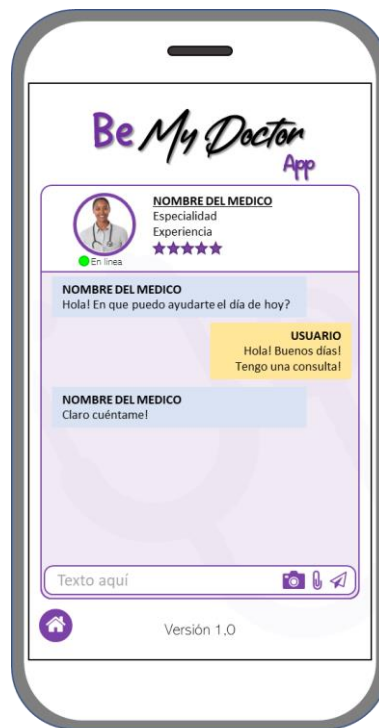 Be My Doctor
App
NOMBRE DEL MEDICO
Especialidad
Experiencia
En linea
NOMBRE DEL MEDICO
Hola! En que puedo ayudarte el día de hoy?
USUARIO
Hola! Buenos días!
Tengo una consulta!
NOMBRE DEL MEDICO
Claro cuéntame!
Texto aquí
Versión 1.0